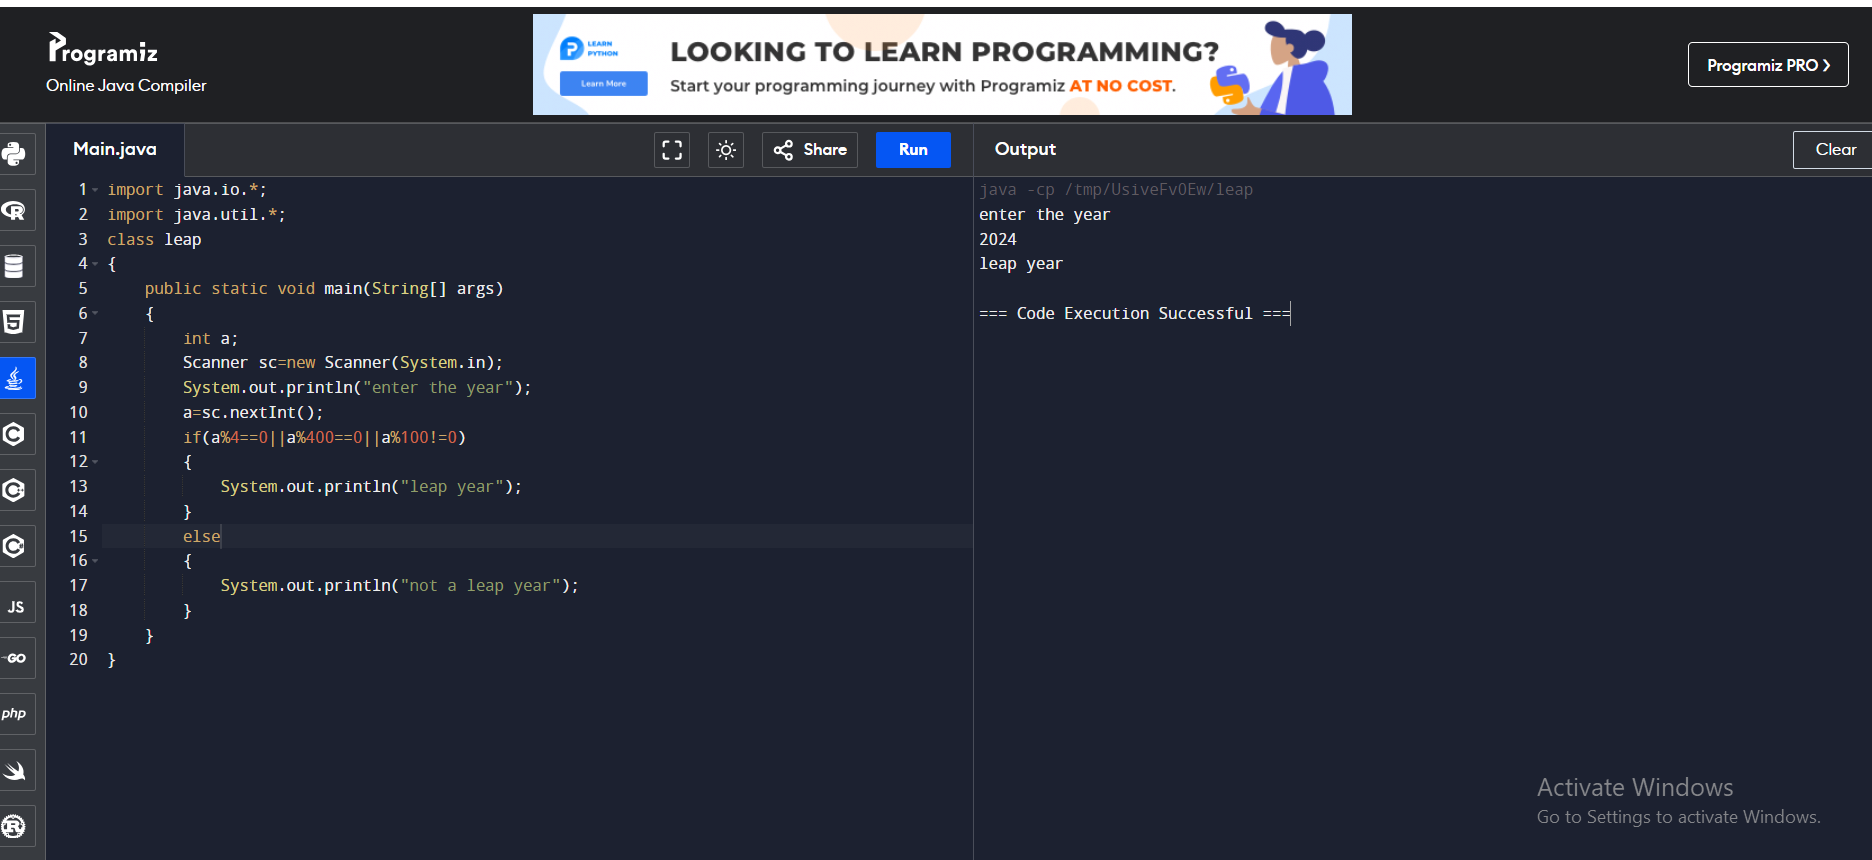 Programiz
Online Java Compiler
LEARN
PYTHON
Learn More
LOOKING TO LEARN PROGRAMMING?
Start your programming journey with Programiz AT NO COST.
Programiz PRO ❯
Main.java
Share
Run
Output
Clear
1 import java.io.*;
2 import java.util.*;
3 class leap
4 {
5 public static void main(String[] args)
6 {
7 int a;
8 Scanner sc=new Scanner(System.in);
9 System.out.println("enter the year");
10 a=sc.nextInt();
11 if(a%4==0||a%400==0||a%100!=0)
12 {
13 System.out.println("leap year");
14 }
15 else
16 {
17 System.out.println("not a leap year");
18 }
19 }
20 }
java -cp /tmp/UsiveFvOEw/leap
enter the year
2024
leap year
=== Code Execution Successful ===
R
5
C
C
C
JS
GO
php
R
Activate Windows
Go to Settings to activate Windows.